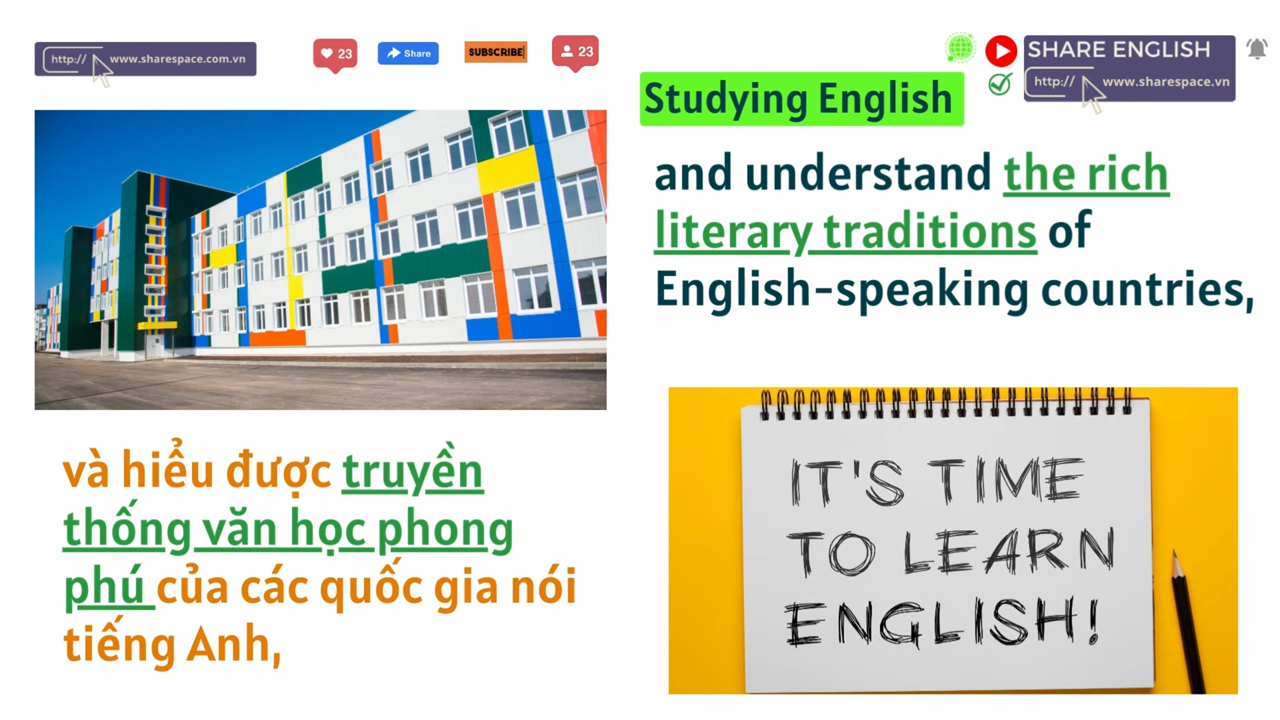 http://
www.sharespace.com.vn
23
Share
SUBSCRIBE
23
SHARE ENGLISH
http://
www.sharespace.vn
Studying English
and understand the rich
literary traditions of
English-speaking countries,
và hiểu được truyền
thống văn học phong
phú của các quốc gia nói
tiếng Anh,
IT'S TIME
TO LEARN
ENGLISH!